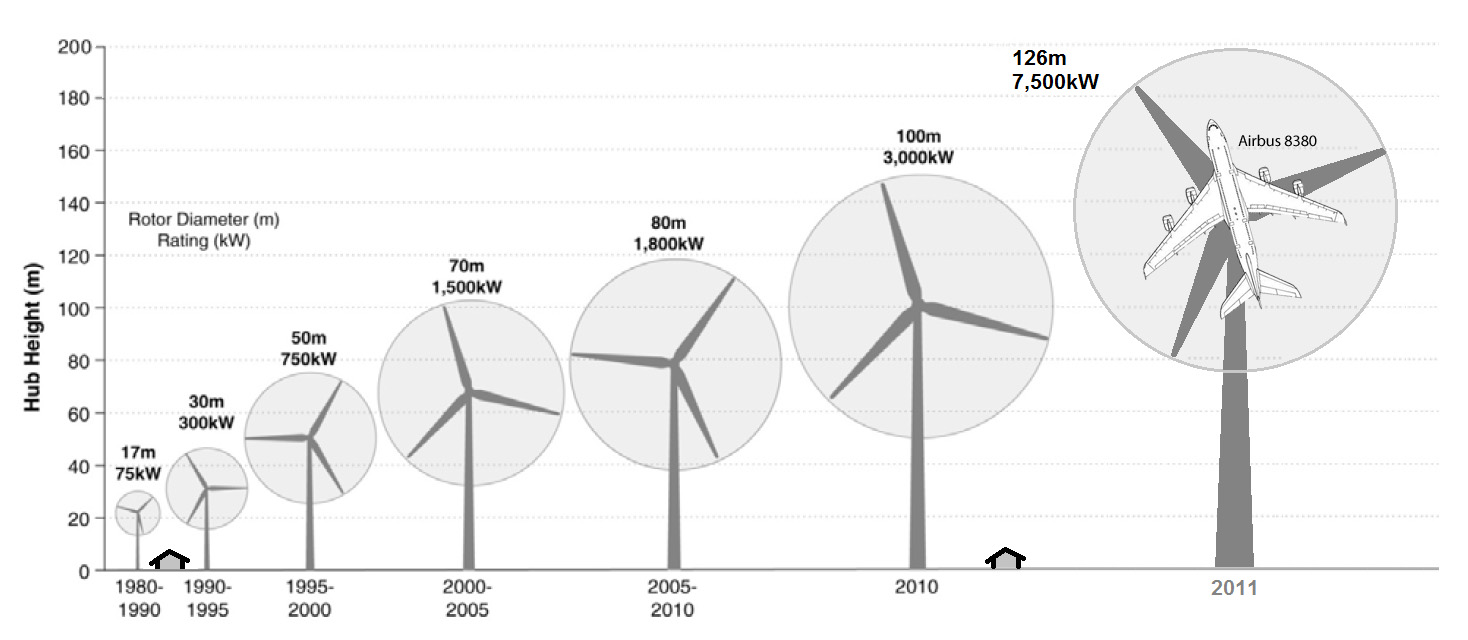 200
180
160
140
120
100
80
60
40
20
0
Hub Height (m)
Rotor Diameter (m)
Rating (kW)
17m
75kW
30m
300kW
50m
750kW
70m
1,500kW
80m
1,800kW
100m
3,000kW
126m
7,500kW
Airbus 8380
1980-
1990
1990-
1995
1995-
2000
2000-
2005
2005-
2010
2010
2011